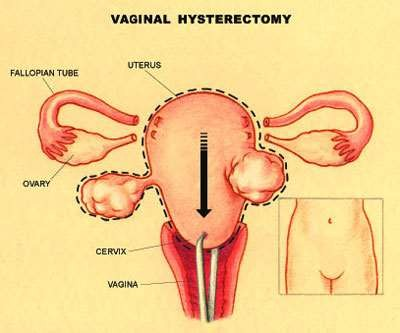 VAGINAL HYSTERECTOMY
UTERUS
FALLOPIAN TUBE
OVARY
CERVIX
VAGINA